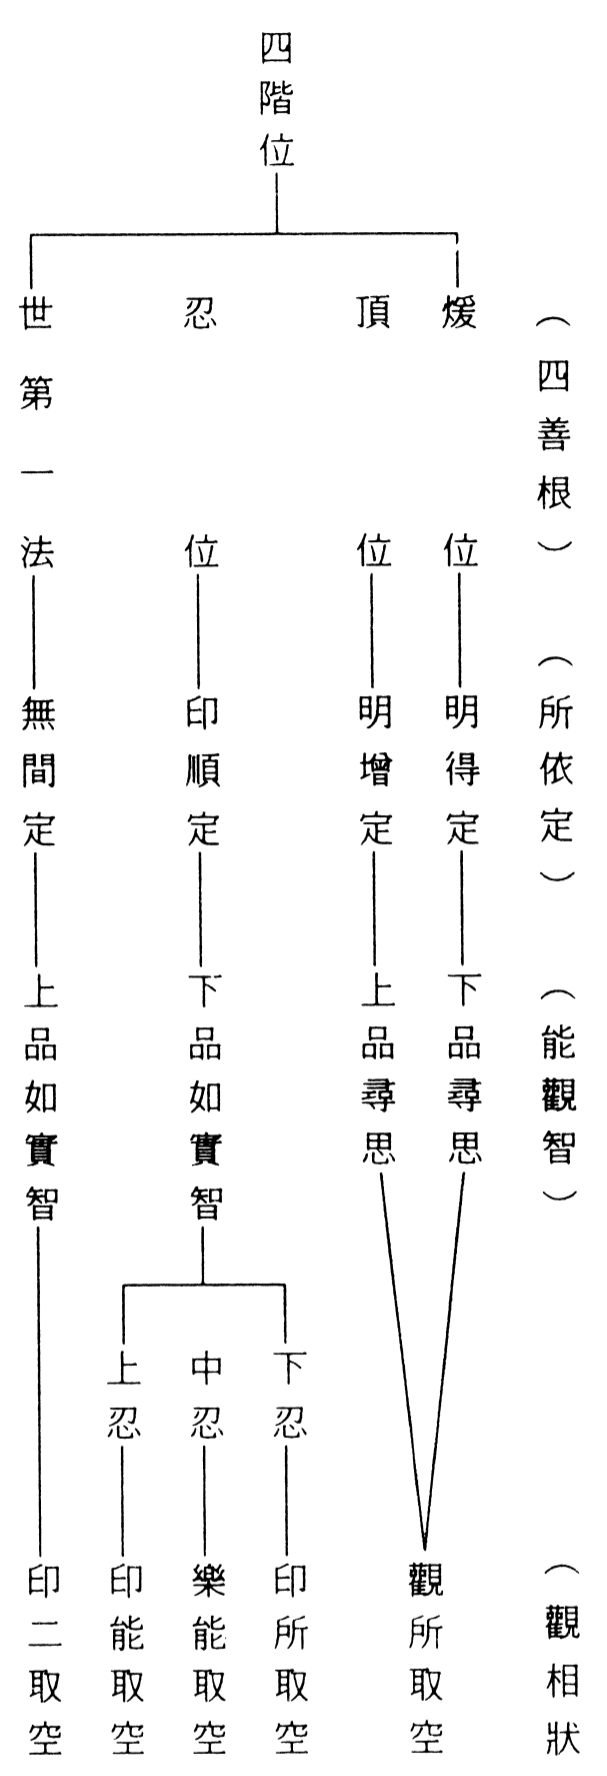 四階位
（四善根）
（所依定）
（能觀智）
（觀相狀
煖位
明得定
下品尋思
頂位
明增定
上品尋思
觀所取空
忍位
印順定
下品如實智
下忍
印所取空
中忍
樂能取空
上忍
印能取空
世第一法
無間定
上品如實智
印二取空